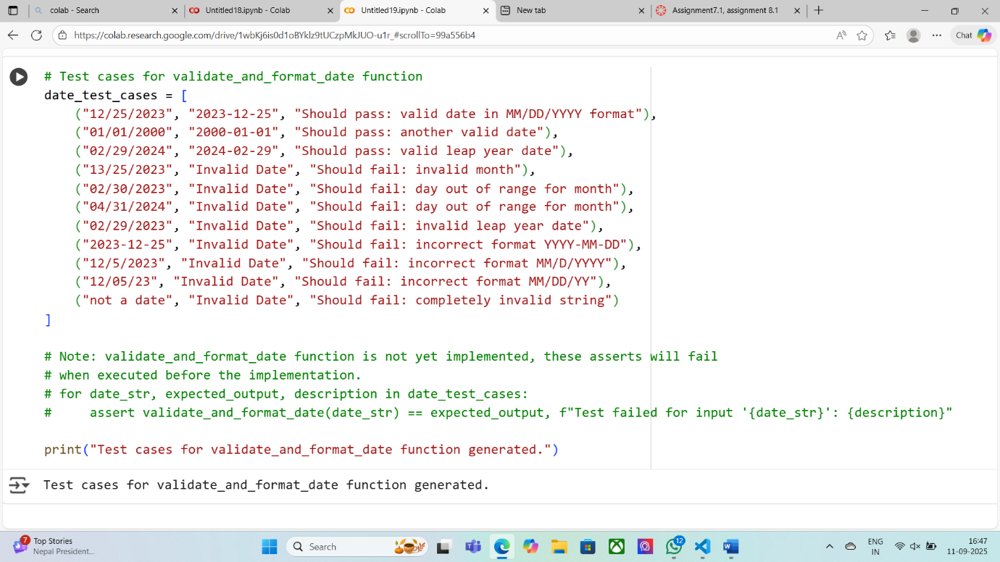 colab - Search
Untitled18.ipynb - Colab
Untitled19.ipynb - Colab
New tab
Assignment7.1, assignment 8.1
https://colab.research.google.com/drive/1wbKj6is0d1oBYklz9tUCzpMkJUO-u1r_#scrollTo=99a556b4
Chat
# Test cases for validate_and_format_date function
date_test_cases = [
    ("12/25/2023", "2023-12-25", "Should pass: valid date in MM/DD/YYYY format"),
    ("01/01/2000", "2000-01-01", "Should pass: another valid date"),
    ("02/29/2024", "2024-02-29", "Should pass: valid leap year date"),
    ("13/25/2023", "Invalid Date", "Should fail: invalid month"),
    ("02/30/2023", "Invalid Date", "Should fail: day out of range for month"),
    ("04/31/2024", "Invalid Date", "Should fail: day out of range for month"),
    ("02/29/2023", "Invalid Date", "Should fail: invalid leap year date"),
    ("2023-12-25", "Invalid Date", "Should fail: incorrect format YYYY-MM-DD"),
    ("12/5/2023", "Invalid Date", "Should fail: incorrect format MM/D/YYYY"),
    ("12/05/23", "Invalid Date", "Should fail: incorrect format MM/DD/YY"),
    ("not a date", "Invalid Date", "Should fail: completely invalid string")
]
# Note: validate_and_format_date function is not yet implemented, these asserts will fail
# when executed before the implementation.
# for date_str, expected_output, description in date_test_cases:
#     assert validate_and_format_date(date_str) == expected_output, f"Test failed for input '{date_str}': {description}"
print("Test cases for validate_and_format_date function generated.")
Test cases for validate_and_format_date function generated.
7
Top Stories
Nepal President...
Search
12
ENG
IN
16:47
11-09-2025